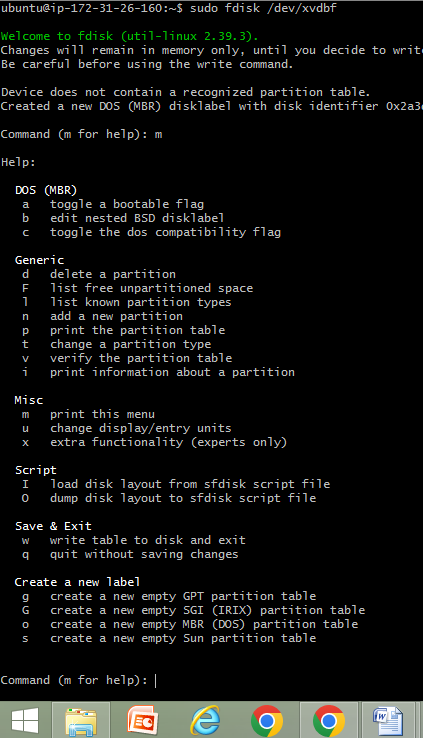 ubuntu@ip-172-31-26-160:~$ sudo fdisk /dev/xvdbf
Welcome to fdisk (util-linux 2.39.3).
Changes will remain in memory only, until you decide to write
Be careful before using the write command.
Device does not contain a recognized partition table.
Created a new DOS (MBR) disklabel with disk identifier 0x2a3
Command (m for help): m
Help:
DOS (MBR)
a toggle a bootable flag
b edit nested BSD disklabel
c toggle the dos compatibility flag
Generic
d delete a partition
F list free unpartitioned space
l list known partition types
n add a new partition
p print the partition table
t change a partition type
v verify the partition table
i print information about a partition
Misc
m print this menu
u change display/entry units
x extra functionality (experts only)
Script
I load disk layout from sfdisk script file
O dump disk layout to sfdisk script file
Save & Exit
w write table to disk and exit
q quit without saving changes
Create a new label
g create a new empty GPT partition table
G create a new empty SGI (IRIX) partition table
o create a new empty MBR (DOS) partition table
s create a new empty Sun partition table
Command (m for help):